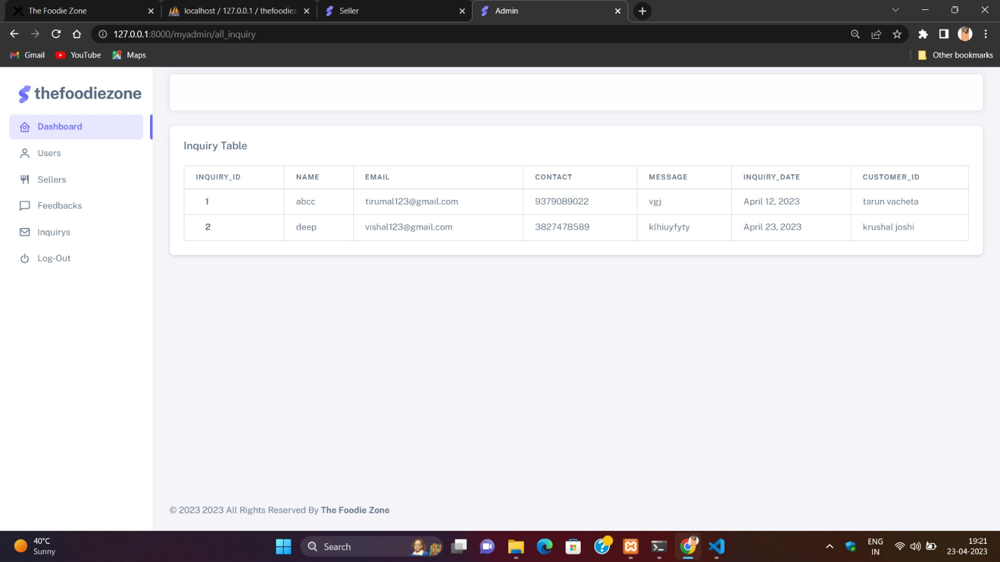 The Foodie Zone
localhost / 127.0.0.1 / thefoodiez
Seller
Admin
127.0.0.1:8000/myadmin/all_inquiry
Gmail
YouTube
Maps
Other bookmarks
thefoodiezone
Dashboard
Users
Sellers
Feedbacks
Inquirys
Log-Out
Inquiry Table
INQUIRY_ID NAME EMAIL CONTACT MESSAGE INQUIRY_DATE CUSTOMER_ID
1 abcc tirumal123@gmail.com 9379089022 vgj April 12, 2023 tarun vacheta
2 deep vishal123@gmail.com 3827478589 klhiuyfyty April 23, 2023 krushal joshi
© 2023 2023 All Rights Reserved By The Foodie Zone
40°C
Sunny
Search
ENG
IN
19:21
23-04-2023